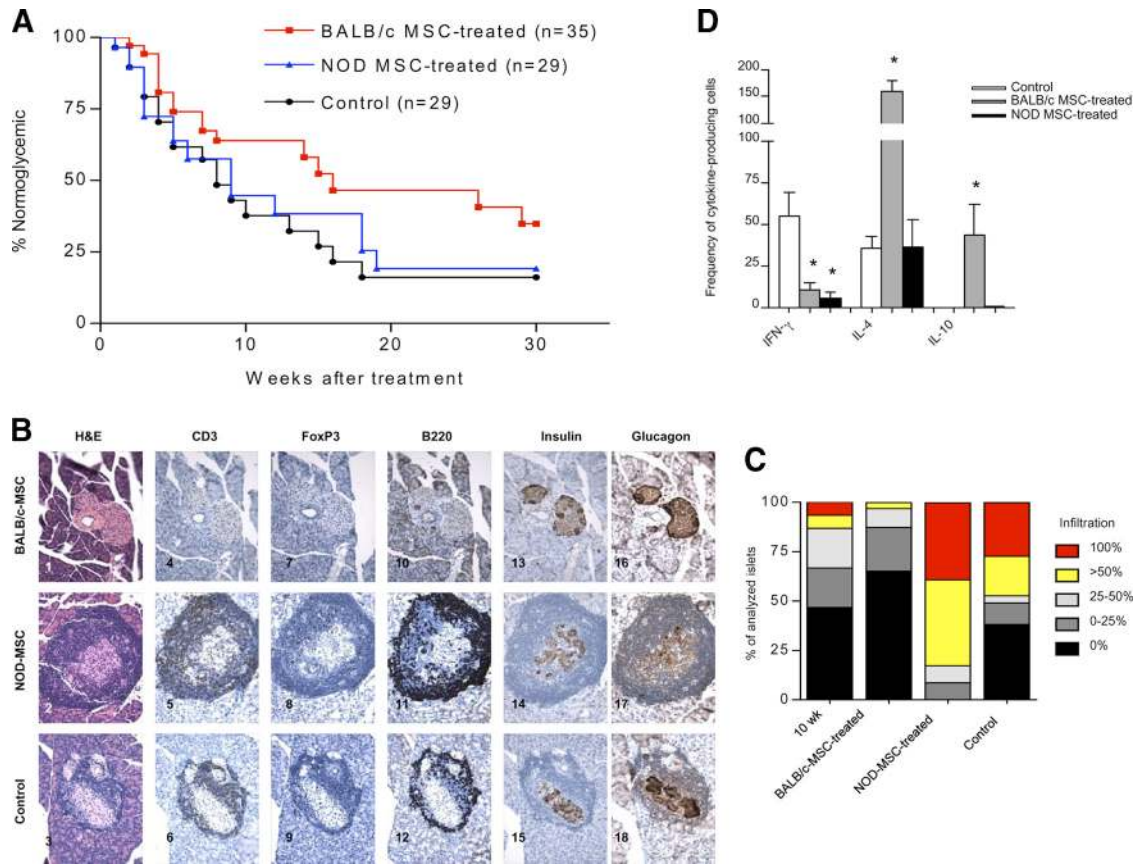 A
BALB/c MSC-treated (n=35)
NOD MSC-treated (n=29)
Control (n=29)
% Normoglycemic
100
75
50
25
0
0 10 20 30
Weeks after treatment
D
Control
BALB/c MSC-treated
NOD MSC-treated
Frequency of cytokine-producing cells
200
150
100
100
75
50
25
0
* * * *
IFN-γ IL-4 IL-10
B
H&E CD3 FoxP3 B220 Insulin Glucagon
BALB/c-MSC
1 4 7 10 13 16
NOD-MSC
2 5 8 11 14 17
Control
3 6 9 12 15 18
C
% of analyzed islets
100
75
50
25
0
10 wk
BALB/c-MSC-treated
NOD-MSC-treated
Control
Infiltration
100%
>50%
25-50%
0-25%
0%